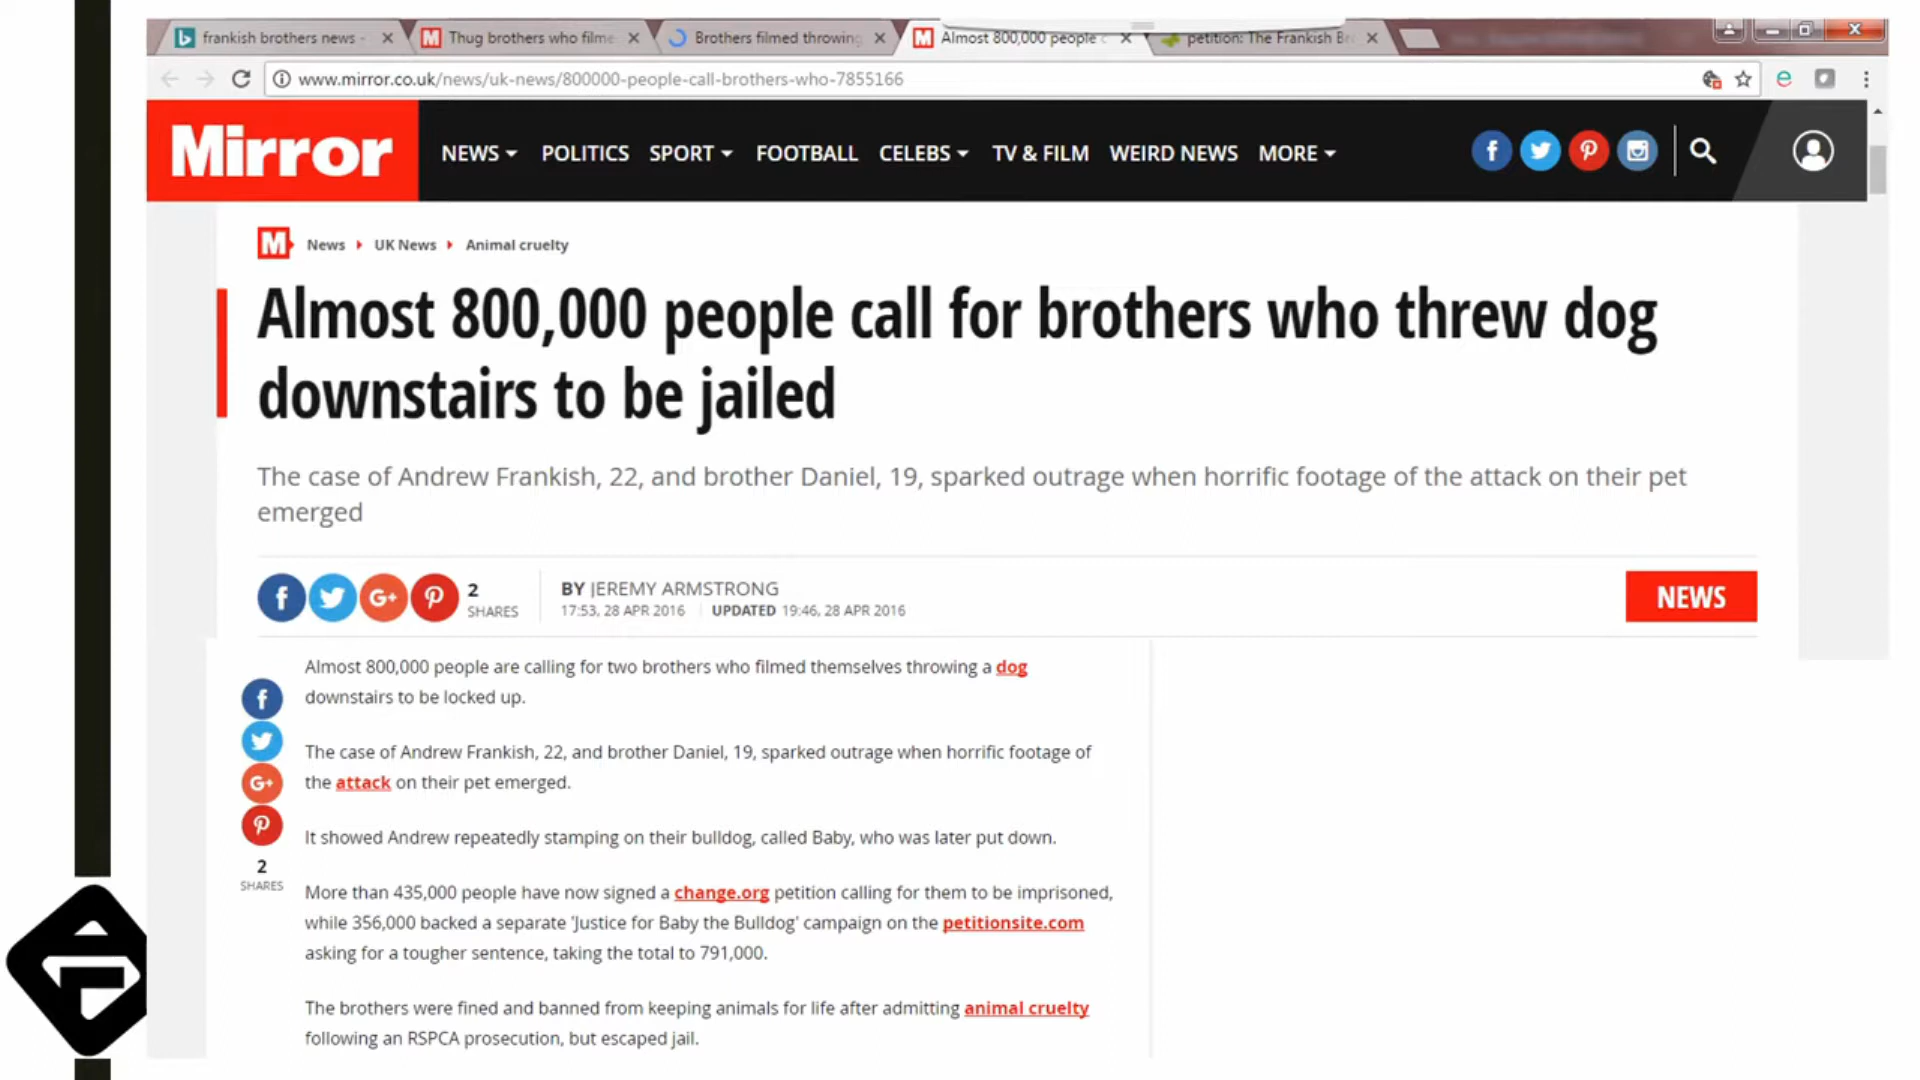 frankish brothers news -
Thug brothers who filme
Brothers filmed throwing
Almost 800,000 people c
petition: The Frankish Br
www.mirror.co.uk/news/uk-news/800000-people-call-brothers-who-7855166
Mirror
NEWS
POLITICS
SPORT
FOOTBALL
CELEBS
TV & FILM
WEIRD NEWS
MORE
M News UK News Animal cruelty
Almost 800,000 people call for brothers who threw dog
downstairs to be jailed
The case of Andrew Frankish, 22, and brother Daniel, 19, sparked outrage when horrific footage of the attack on their pet
emerged
2
SHARES
BY JEREMY ARMSTRONG
17:53, 28 APR 2016 UPDATED 19:46, 28 APR 2016
NEWS
Almost 800,000 people are calling for two brothers who filmed themselves throwing a dog
downstairs to be locked up.
The case of Andrew Frankish, 22, and brother Daniel, 19, sparked outrage when horrific footage of
the attack on their pet emerged.
It showed Andrew repeatedly stamping on their bulldog, called Baby, who was later put down.
2
SHARES
More than 435,000 people have now signed a change.org petition calling for them to be imprisoned,
while 356,000 backed a separate 'Justice for Baby the Bulldog' campaign on the petitionsite.com
asking for a tougher sentence, taking the total to 791,000.
The brothers were fined and banned from keeping animals for life after admitting animal cruelty
following an RSPCA prosecution, but escaped jail.